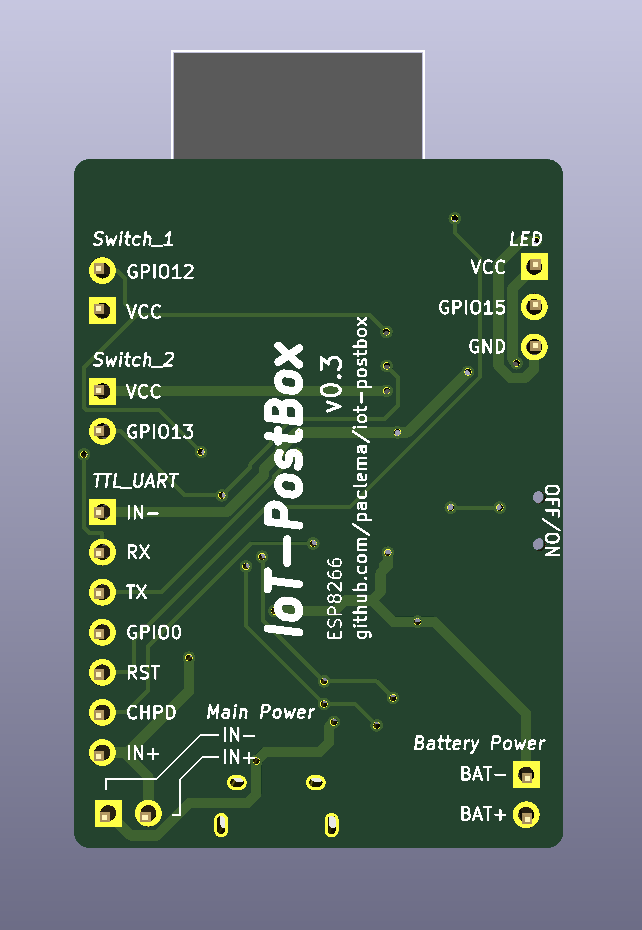 Switch_1
GPIO12
VCC
Switch_2
VCC
GPIO13
TTL_UART
IN-
RX
TX
GPIO0
RST
CHPD
IN+
Main Power
IN-
IN+
IoT-PostBox
v0.3
ESP8266
github.com/paclema/iot-postbox
LED
VCC
GPIO15
GND
OFF/ON
Battery Power
BAT-
BAT+